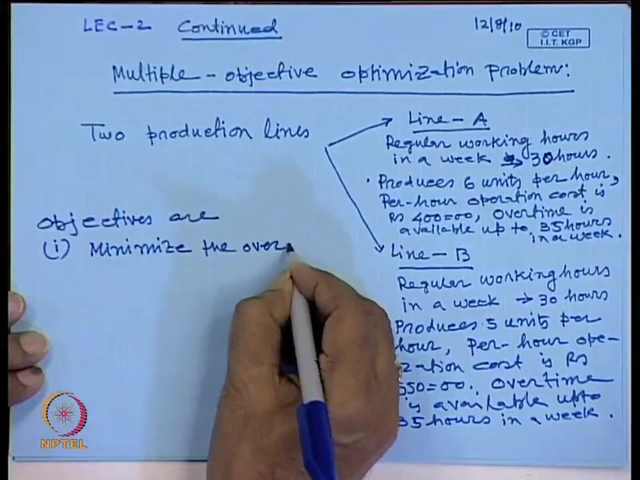 LEC-2 Continued
12/8/10
© CET
I.I.T. KGP
Multiple-objective optimization problem:
Two production lines
Line-A
Regular working hours
in a week → 30 hours.
Produces 6 units per hour,
Per-hour operation cost is
Rs 400=00, overtime is
available up to 35 hours
in a week.
Objectives are
(i) Minimize the over
Line-B
Regular working hours
in a week → 30 hours
Produces 5 units per
hour, per-hour ope-
ration cost is Rs
550=00. overtime
is available upto
35 hours in a week.
NPTEL